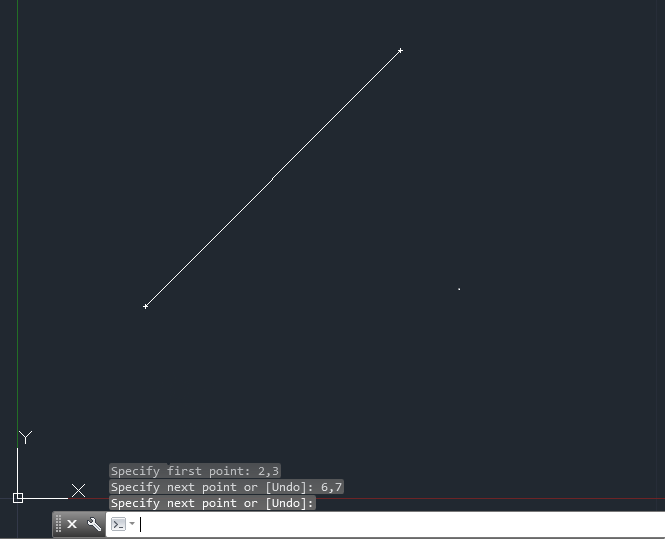 Y
X
Specify first point: 2,3
Specify next point or [Undo]: 6,7
Specify next point or [Undo]: